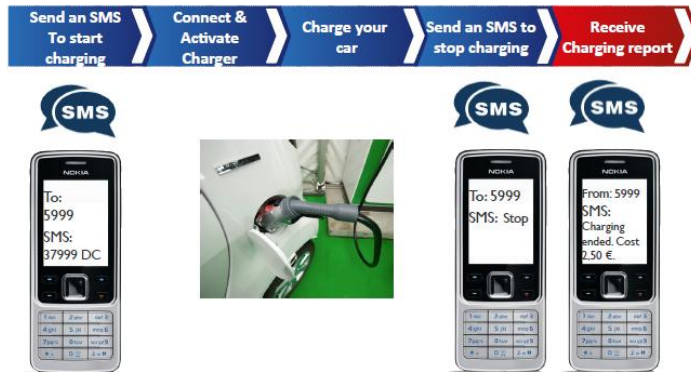 Send an SMS
To start
charging
Connect &
Activate
Charger
Charge your
car
Send an SMS to
stop charging
Receive
Charging report
SMS
SMS
SMS
NOKIA
To:
5999
SMS:
37999 DC
NOKIA
To: 5999
SMS: Stop
NOKIA
From: 5999
SMS:
Charging
ended. Cost
2,50 €.